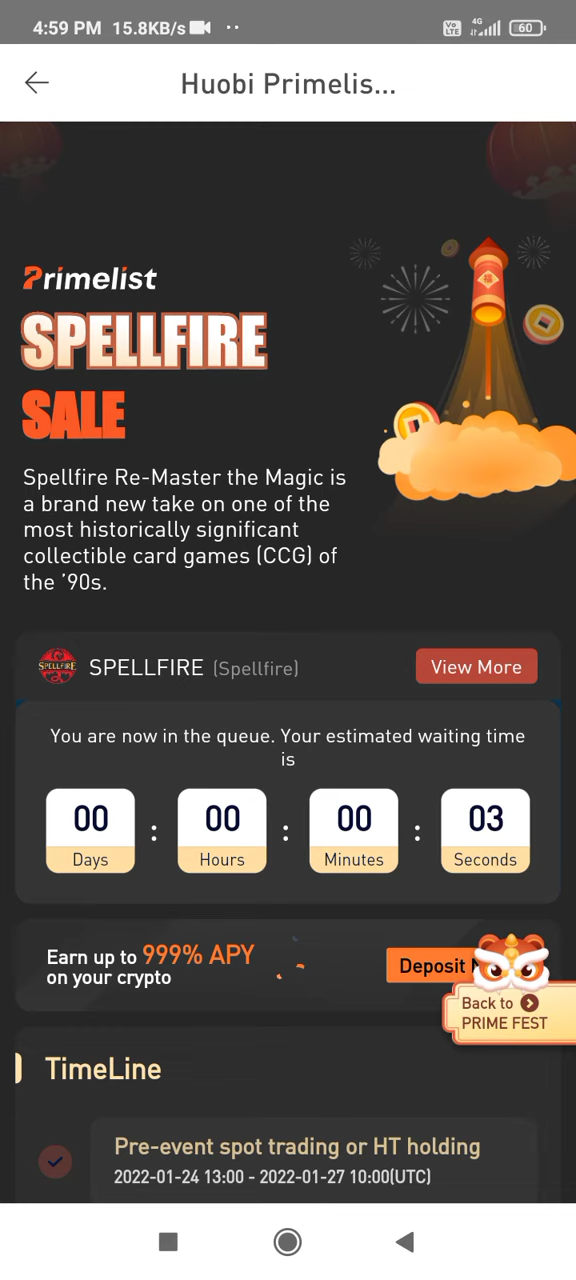 4:59 PM 15.8KB/s
Vo LTE 4G 60
Huobi Primelis...
Primelist
SPELLFIRE
SALE
福
Spellfire Re-Master the Magic is
a brand new take on one of the
most historically significant
collectible card games (CCG) of
the '90s.
SPELLFIRE SPELLFIRE (Spellfire) View More
You are now in the queue. Your estimated waiting time
is
00 : 00 : 00 : 03
Days Hours Minutes Seconds
Earn up to 999% APY
on your crypto
Deposit
Back to
PRIME FEST
TimeLine
Pre-event spot trading or HT holding
2022-01-24 13:00 - 2022-01-27 10:00(UTC)